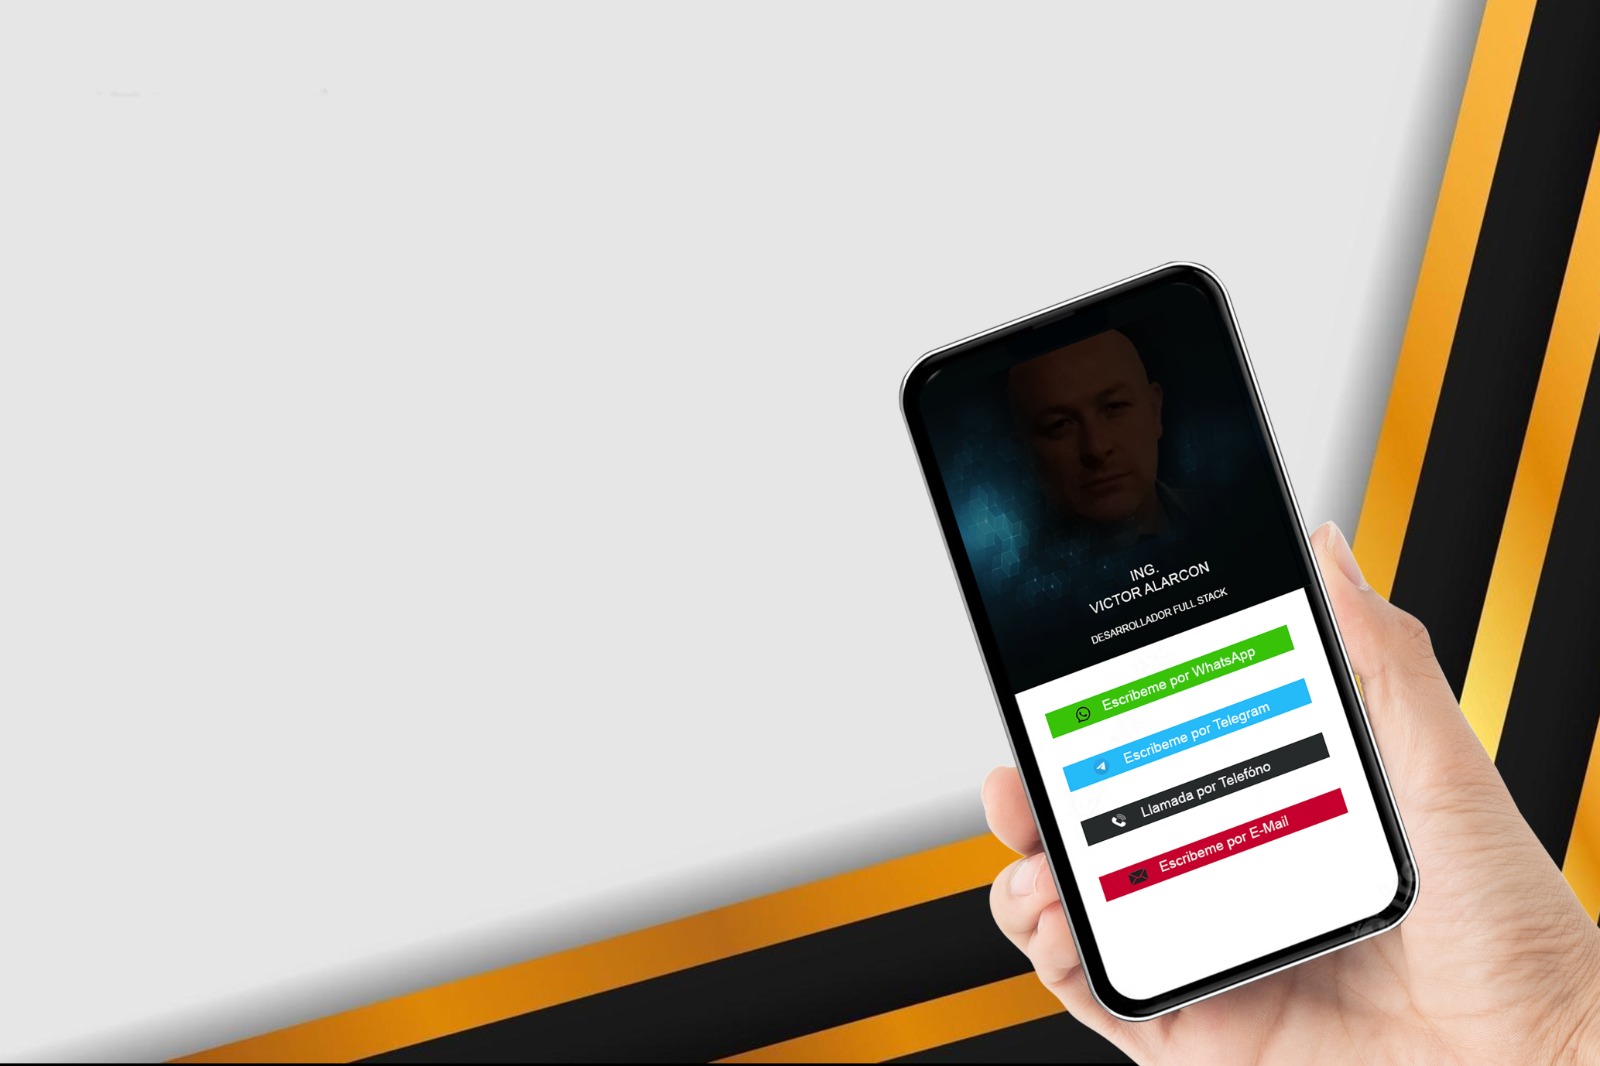 ING.
VICTOR ALARCON
DESARROLLADOR FULL STACK
Escribeme por WhatsApp
Escribeme por Telegram
Llamada por Telefóno
Escribeme por E-Mail